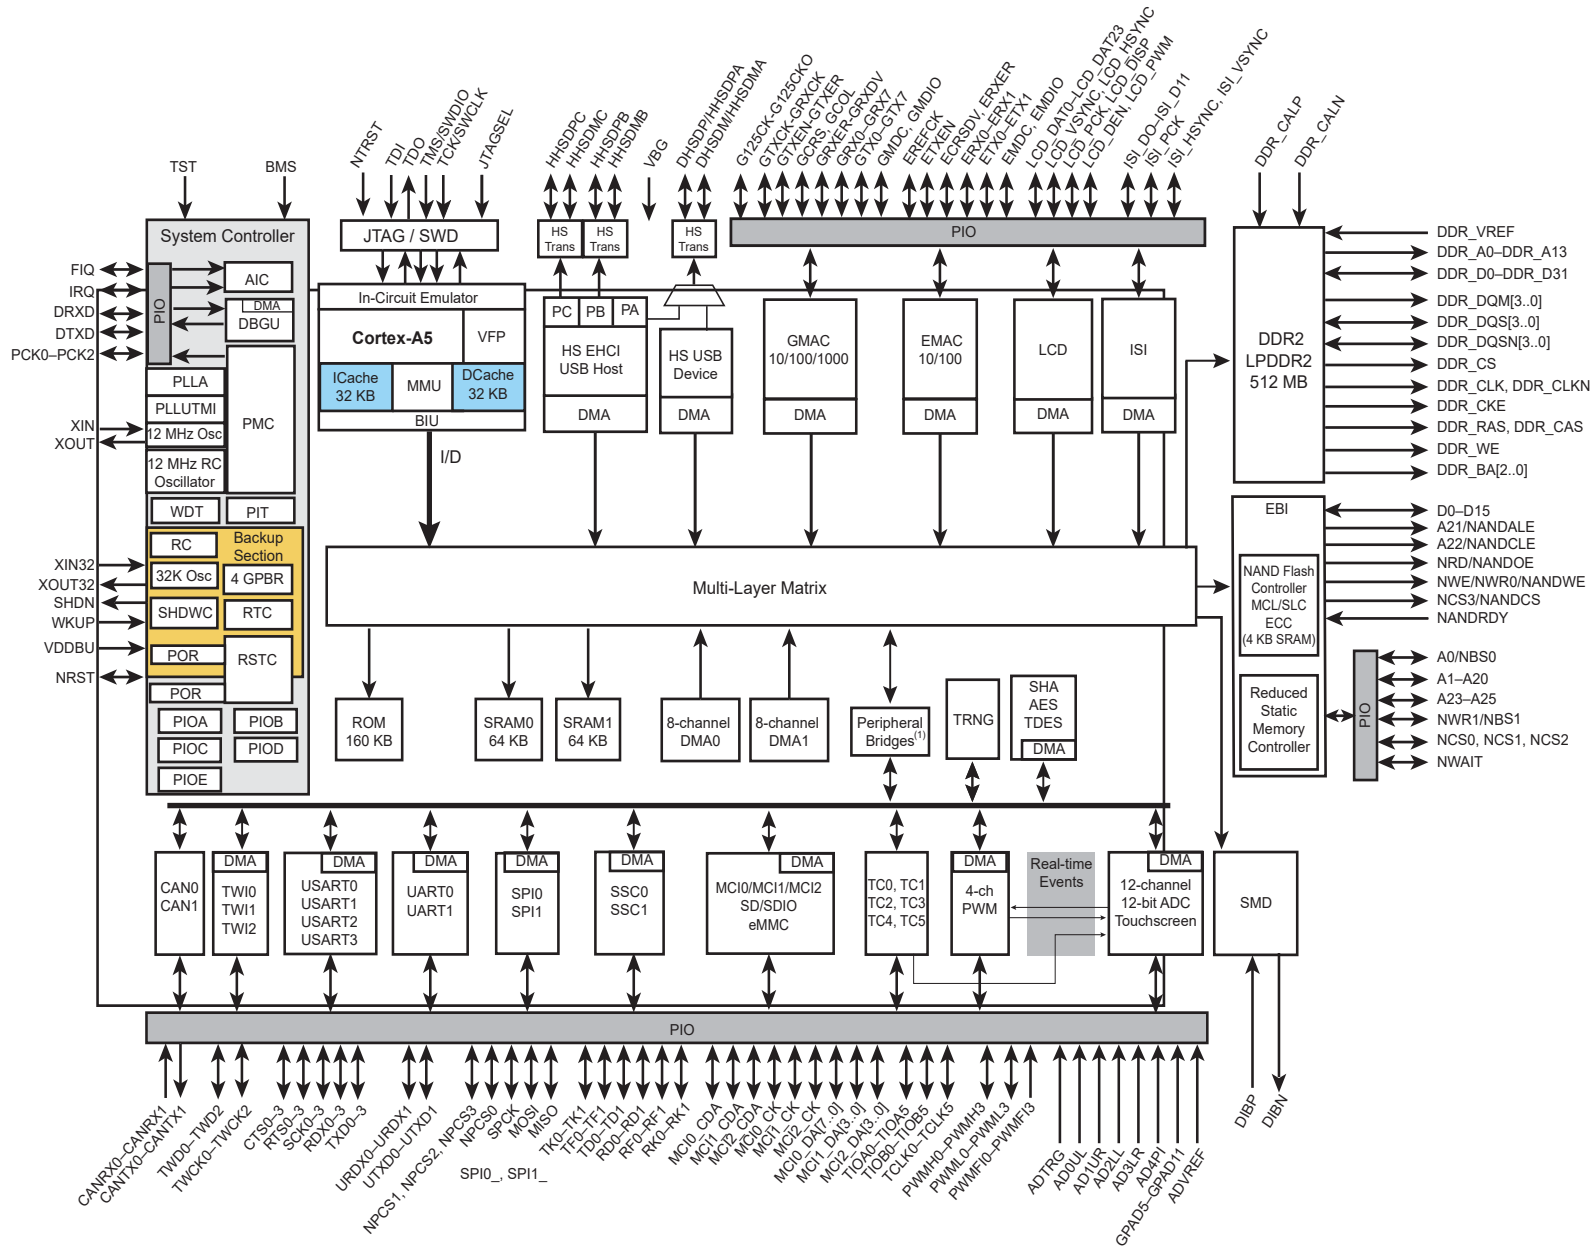 NTRST
TDI
TDO
TMS/SWDIO
TCK/SWCLK
JTAGSEL
HHSDPC
HHSDMC
HHSDPB
HHSDMB
VBG
DHSDP/HHSDPA
DHSDM/HHSDMA
G125CK-G125CKO
GTXCK-GRXCK
GTXEN-GTXER
GCRS, GCOL
GRXER-GRXDV
GRX0–GRX7
GTX0–GTX7
GMDC, GMDIO
EREFCK
ETXEN
ECRSDV, ERXER
ERX0–ERX1
ETX0–ETX1
EMDC, EMDIO
LCD_DAT0–LCD_DAT23
LCD_VSYNC, LCD_HSYNC
LCD_PCK, LCD_DISP
LCD_DEN, LCD_PWM
ISI_DO–ISI_D11
ISI_PCK
ISI_HSYNC, ISI_VSYNC
DDR_CALP
DDR_CALN
TST
BMS
System Controller
JTAG / SWD
HS
Trans
HS
Trans
HS
Trans
PIO
FIQ
IRQ
DRXD
DTXD
PCK0–PCK2
XIN
XOUT
XIN32
XOUT32
SHDN
WKUP
VDDBU
NRST
PIO
AIC
DMA
DBGU
PLLA
PLLUTMI
12 MHz Osc
12 MHz RC
Oscillator
PMC
WDT
PIT
RC
Backup
Section
32K Osc
4 GPBR
SHDWC
RTC
POR
RSTC
POR
PIOA
PIOB
PIOC
PIOD
PIOE
In-Circuit Emulator
Cortex-A5
VFP
ICache
32 KB
MMU
DCache
32 KB
BIU
I/D
PC
PB
PA
HS EHCI
USB Host
DMA
HS USB
Device
DMA
GMAC
10/100/1000
DMA
EMAC
10/100
DMA
LCD
DMA
ISI
DMA
DDR2
LPDDR2
512 MB
DDR_VREF
DDR_A0–DDR_A13
DDR_D0–DDR_D31
DDR_DQM[3..0]
DDR_DQS[3..0]
DDR_DQSN[3..0]
DDR_CS
DDR_CLK, DDR_CLKN
DDR_CKE
DDR_RAS, DDR_CAS
DDR_WE
DDR_BA[2..0]
Multi-Layer Matrix
EBI
NAND Flash
Controller
MCL/SLC
ECC
(4 KB SRAM)
Reduced
Static
Memory
Controller
PIO
D0–D15
A21/NANDALE
A22/NANDCLE
NRD/NANDOE
NWE/NWR0/NANDWE
NCS3/NANDCS
NANDRDY
A0/NBS0
A1–A20
A23–A25
NWR1/NBS1
NCS0, NCS1, NCS2
NWAIT
ROM
160 KB
SRAM0
64 KB
SRAM1
64 KB
8-channel
DMA0
8-channel
DMA1
Peripheral
Bridges(1)
TRNG
SHA
AES
TDES
DMA
CAN0
CAN1
DMA
TWI0
TWI1
TWI2
DMA
USART0
USART1
USART2
USART3
DMA
UART0
UART1
DMA
SPI0
SPI1
DMA
SSC0
SSC1
DMA
MCI0/MCI1/MCI2
SD/SDIO
eMMC
TC0, TC1
TC2, TC3
TC4, TC5
DMA
4-ch
PWM
Real-time
Events
DMA
12-channel
12-bit ADC
Touchscreen
SMD
PIO
CANRX0–CANRX1
CANTX0–CANTX1
TWD0–TWD2
TWCK0–TWCK2
CTS0–3
RTS0–3
SCK0–3
RDX0–3
TXD0–3
URDX0–URDX1
UTXD0–UTXD1
NPCS1, NPCS2, NPCS3
NPCS0
SPCK
MOSI
MISO
SPI0_, SPI1_
TK0–TK1
TF0–TF1
TD0–TD1
RD0–RD1
RF0–RF1
RK0–RK1
MCI0_CDA
MCI1_CDA
MCI2_CDA
MCI0_CK
MCI1_CK
MCI2_CK
MCI0_DA[7..0]
MCI1_DA[3..0]
MCI2_DA[3..0]
TIOA0–TIOA5
TIOB0–TIOB5
TCLK0–TCLK5
PWMH0–PWMH3
PWML0–PWML3
PWMFI0–PWMFI3
ADTRG
AD0UL
AD1UR
AD2LL
AD3LR
AD4PI
GPAD5–GPAD11
ADVREF
DIBP
DIBN